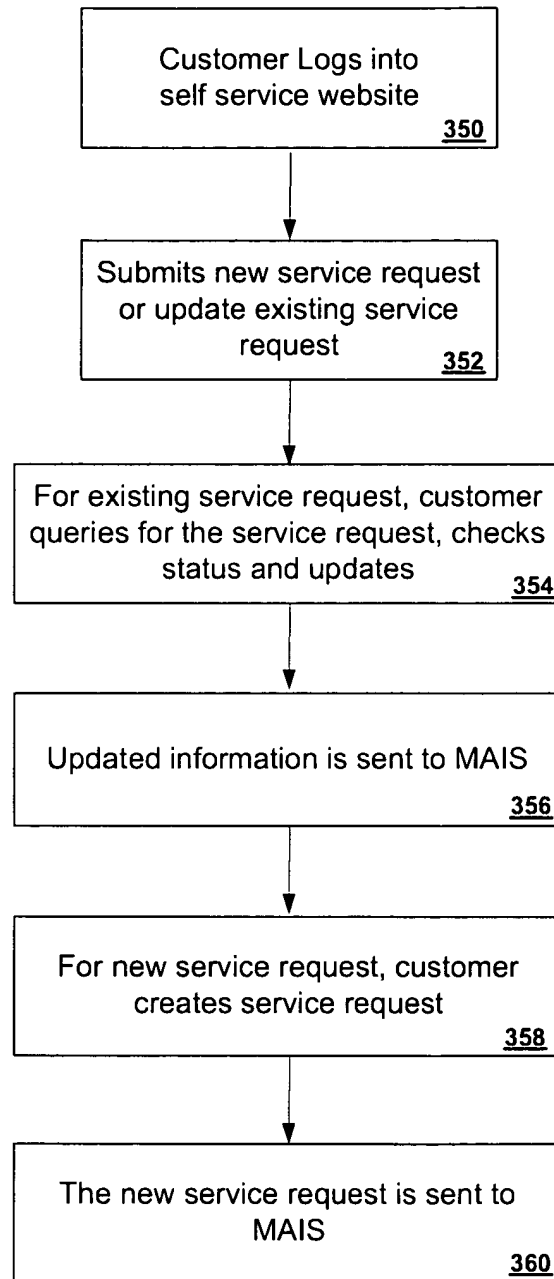 Customer Logs into
self service website
350
Submits new service request
or update existing service
request
352
For existing service request, customer
queries for the service request, checks
status and updates
354
Updated information is sent to MAIS
356
For new service request, customer
creates service request
358
The new service request is sent to
MAIS
360